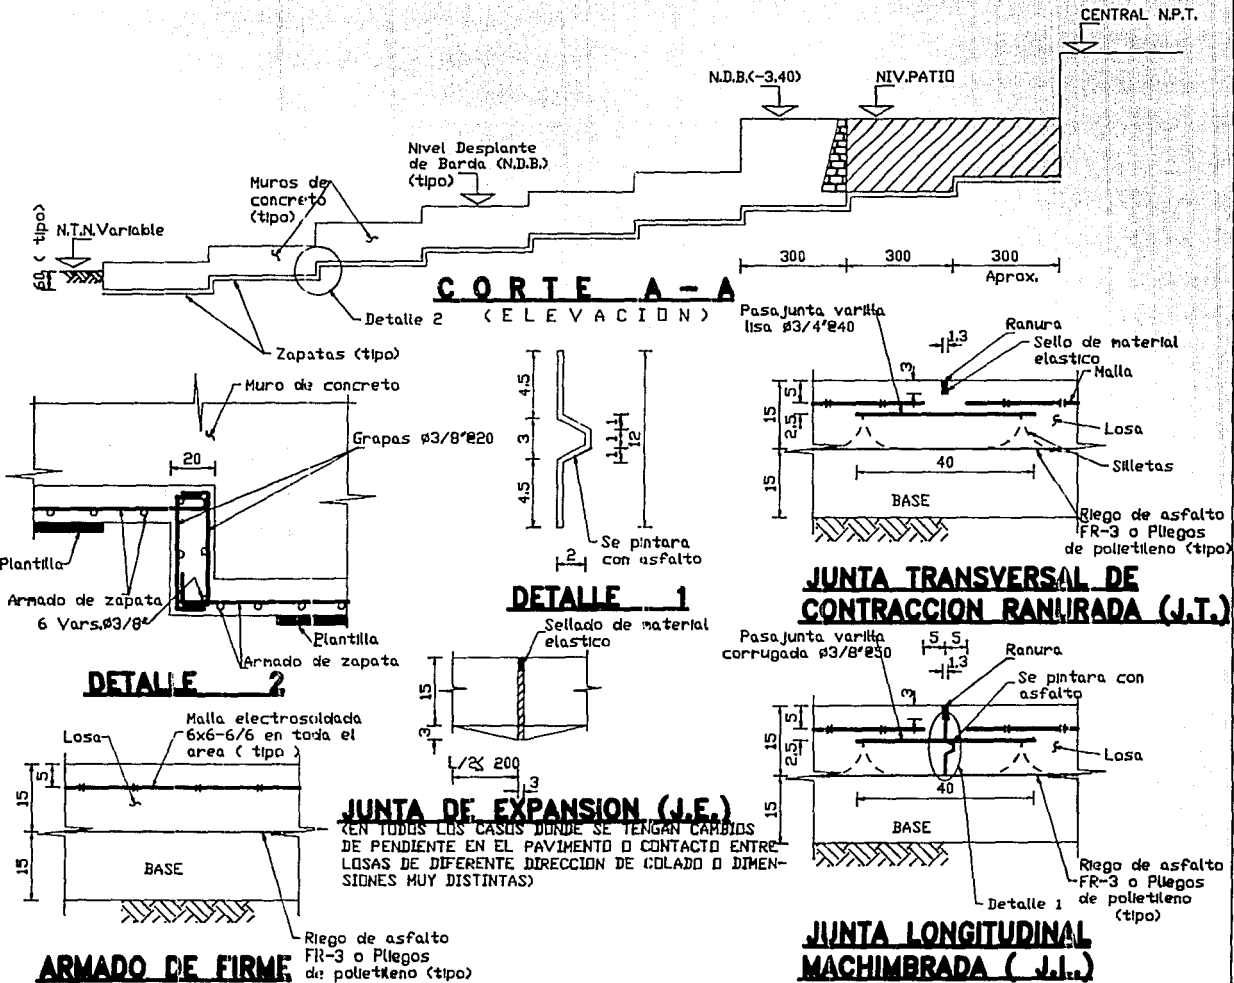 CENTRAL N.P.T.
N.D.B.(-3.40)
NIV.PATIO
Nivel Desplante
de Barda (N.D.B.)
(tipo)
Muros de
concreto
(tipo)
N.T.N.Variable
60 ( tipo)
300
300
300
Aprox.
CORTE A-A
(ELEVACION)
Detalle 2
Zapatas (tipo)
Muro de concreto
Grapas ø3/8"@20
20
Plantilla
Armado de zapata
6 Vars.ø3/8"
Plantilla
Armado de zapata
DETALLE 2
4.5
3
4.5
1
1
1
12
2
Se pintara
con asfalto
DETALLE 1
Pasajunta varilla
lisa ø3/4"@40
Ranura
1.3
Sello de material
elastico
Malla
3
5
15
2.5
Losa
40
Silletas
15
BASE
Riego de asfalto
FR-3 o Pliegos
de polietileno (tipo)
JUNTA TRANSVERSAL DE
CONTRACCION RANURADA (J.T.)
Sellado de material
elastico
15
3
L/2≤ 200
3
JUNTA DE EXPANSION (J.E.)
(EN TODOS LOS CASOS DONDE SE TENGAN CAMBIOS
DE PENDIENTE EN EL PAVIMENTO O CONTACTO ENTRE
LOSAS DE DIFERENTE DIRECCION DE COLADO O DIMEN-
SIONES MUY DISTINTAS)
Losa
Malla electrosoldada
6x6-6/6 en toda el
area ( tipo )
5
15
15
BASE
Riego de asfalto
FR-3 o Pliegos
de polietileno (tipo)
ARMADO DE FIRME
Pasajunta varilla
corrugada ø3/8"@50
5
5
Ranura
1.3
Se pintara con
asfalto
3
5
15
2.5
Losa
40
15
BASE
Riego de asfalto
FR-3 o Pliegos
de polietileno
(tipo)
Detalle 1
JUNTA LONGITUDINAL
MACHIMBRADA ( J.L.)